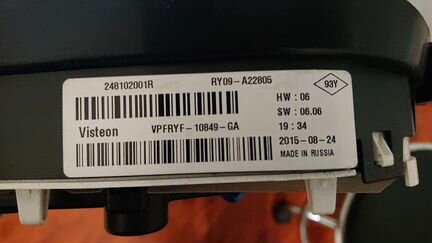 248102001R RY09-A22805 93Y
HW : 06
SW : 06.06
Visteon VPFRYF-10849-GA 19 : 34
2015-08-24
MADE IN RUSSIA